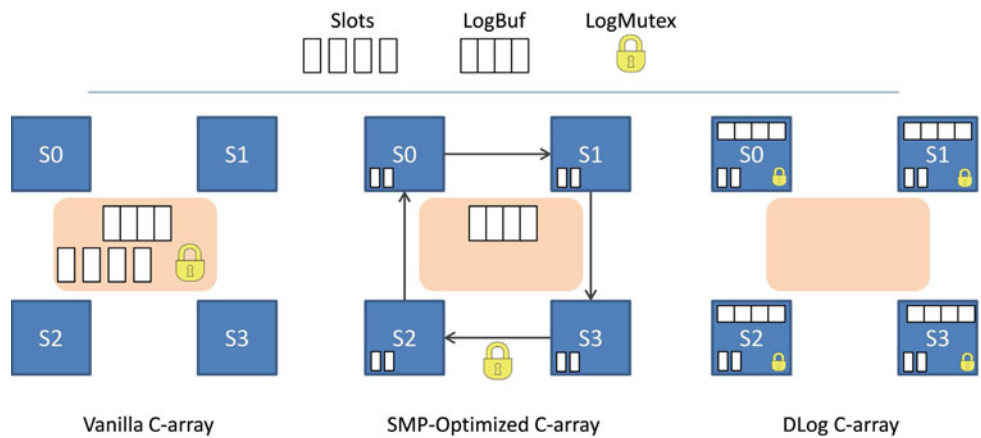 Slots LogBuf LogMutex
S0 S1 S0 S1 S0 S1
S2 S3 S2 S3 S2 S3
Vanilla C-array SMP-Optimized C-array DLog C-array